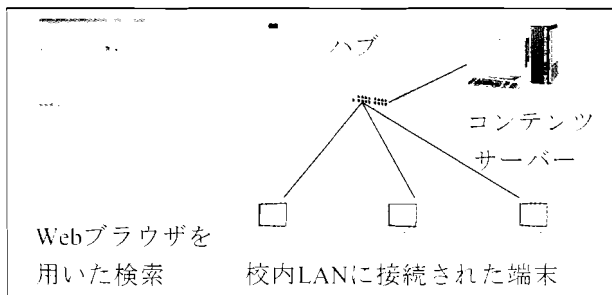 ハブ
コンテンツ
サーバー
Webブラウザを
用いた検索
校内LANに接続された端末